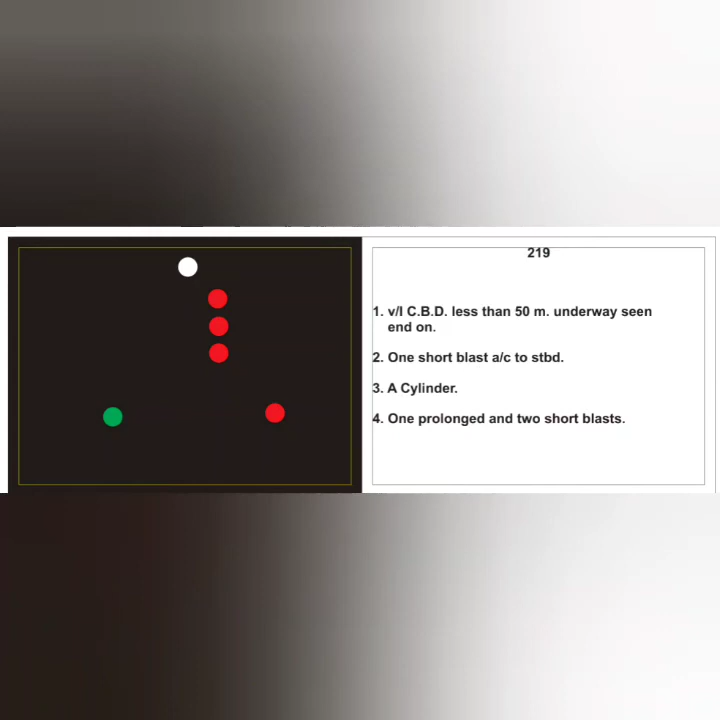 219
1. v/l C.B.D. less than 50 m. underway seen
end on.
2. One short blast a/c to stbd.
3. A Cylinder.
4. One prolonged and two short blasts.